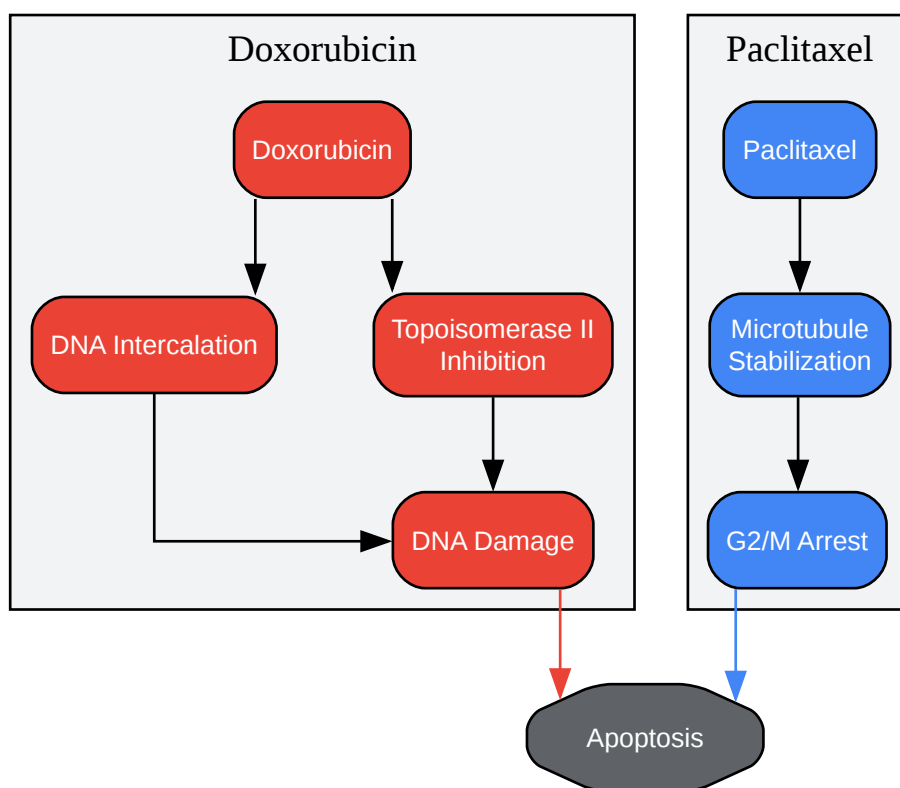 Doxorubicin
Paclitaxel
Doxorubicin
Paclitaxel
DNA Intercalation
Topoisomerase II
Inhibition
Microtubule
Stabilization
DNA Damage
G2/M Arrest
Apoptosis